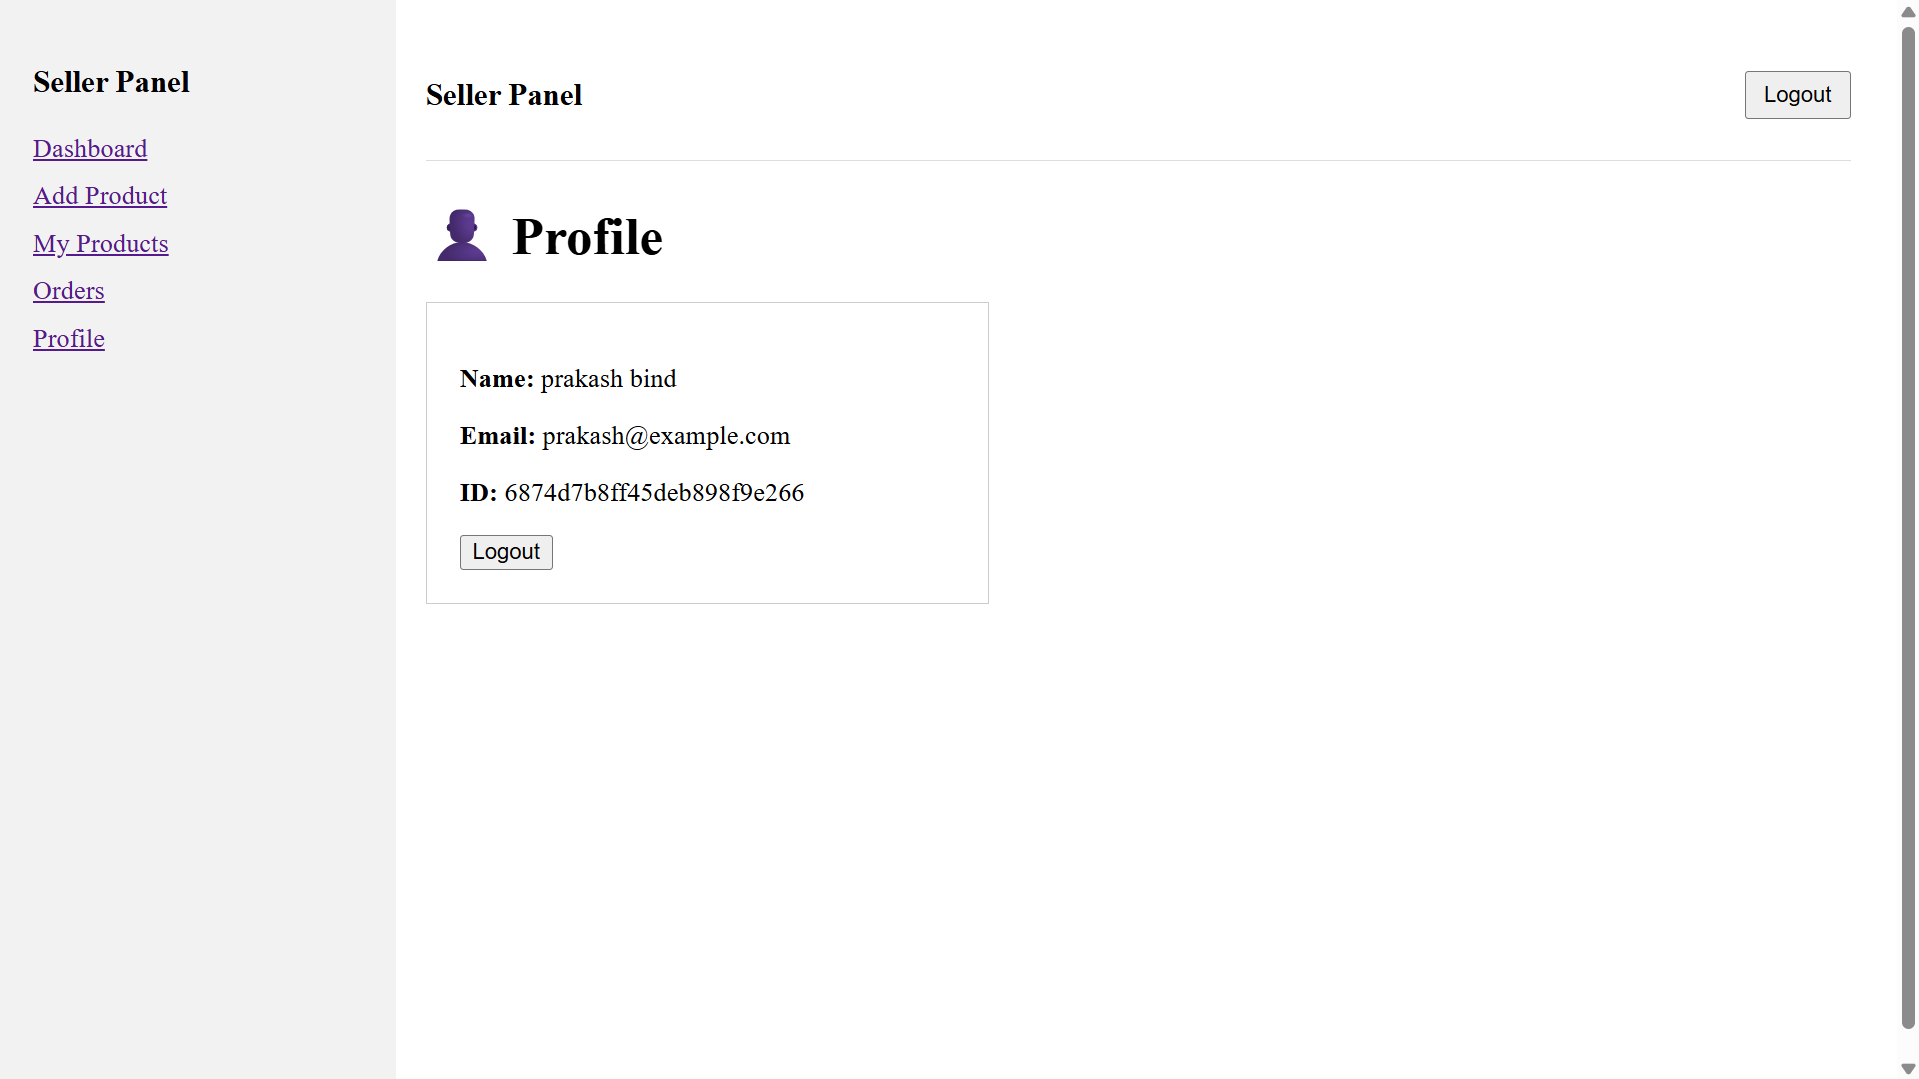 Seller Panel
Dashboard
Add Product
My Products
Orders
Profile
Seller Panel
Logout
Profile
Name: prakash bind
Email: prakash@example.com
ID: 6874d7b8ff45deb898f9e266
Logout